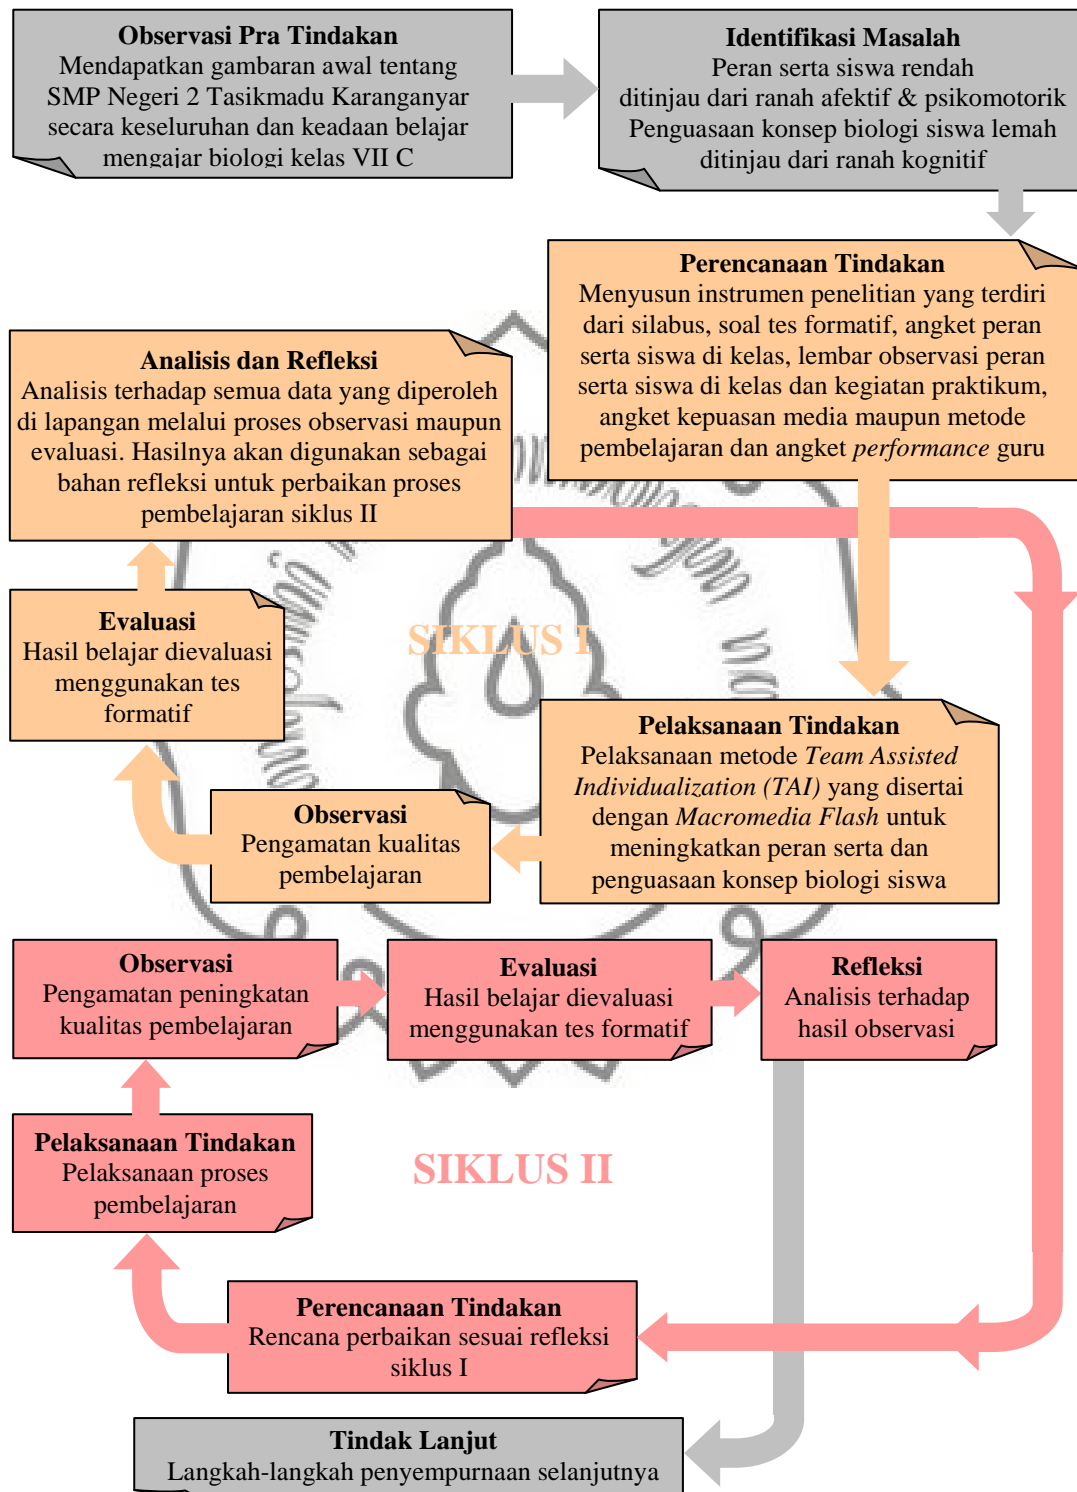 Observasi Pra Tindakan
Mendapatkan gambaran awal tentang
SMP Negeri 2 Tasikmadu Karanganyar
secara keseluruhan dan keadaan belajar
mengajar biologi kelas VII C
Identifikasi Masalah
Peran serta siswa rendah
ditinjau dari ranah afektif & psikomotorik
Penguasaan konsep biologi siswa lemah
ditinjau dari ranah kognitif
Perencanaan Tindakan
Menyusun instrumen penelitian yang terdiri
dari silabus, soal tes formatif, angket peran
serta siswa di kelas, lembar observasi peran
serta siswa di kelas dan kegiatan praktikum,
angket kepuasan media maupun metode
pembelajaran dan angket performance guru
Analisis dan Refleksi
Analisis terhadap semua data yang diperoleh
di lapangan melalui proses observasi maupun
evaluasi. Hasilnya akan digunakan sebagai
bahan refleksi untuk perbaikan proses
pembelajaran siklus II
Evaluasi
Hasil belajar dievaluasi
menggunakan tes
formatif
SIKLUS I
Pelaksanaan Tindakan
Pelaksanaan metode Team Assisted
Individualization (TAI) yang disertai
dengan Macromedia Flash untuk
meningkatkan peran serta dan
penguasaan konsep biologi siswa
Observasi
Pengamatan kualitas
pembelajaran
Observasi
Pengamatan peningkatan
kualitas pembelajaran
Evaluasi
Hasil belajar dievaluasi
menggunakan tes formatif
Refleksi
Analisis terhadap
hasil observasi
Pelaksanaan Tindakan
Pelaksanaan proses
pembelajaran
SIKLUS II
Perencanaan Tindakan
Rencana perbaikan sesuai refleksi
siklus I
Tindak Lanjut
Langkah-langkah penyempurnaan selanjutnya